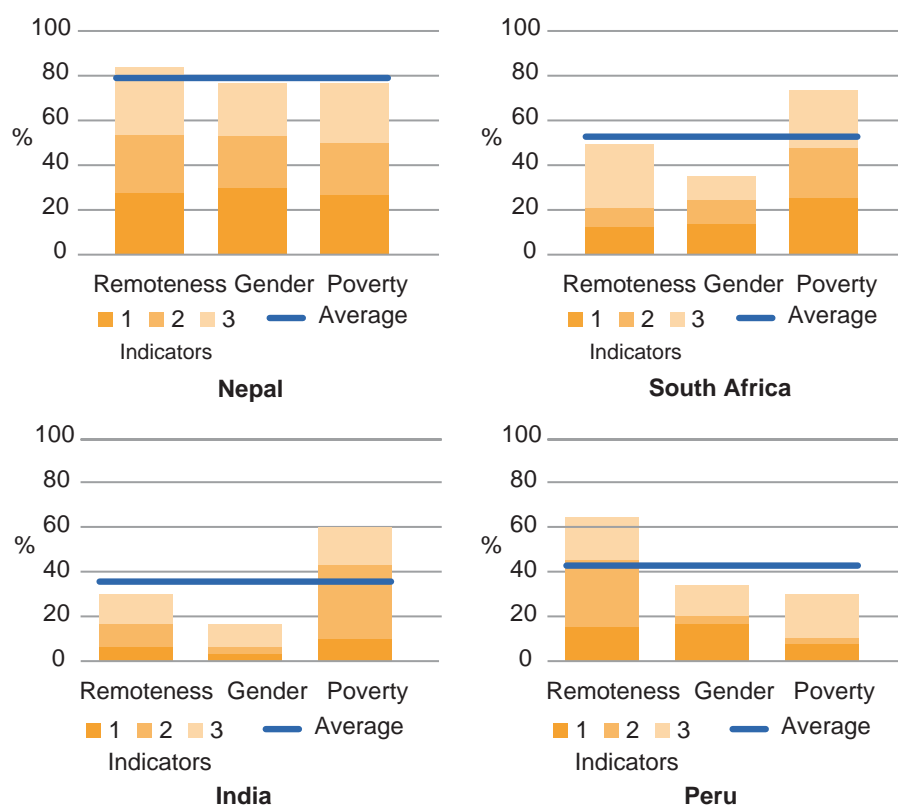 100
80
60
%
40
20
0
Remoteness Gender Poverty
1 2 3 Average
Indicators
Nepal
100
80
60
%
40
20
0
Remoteness Gender Poverty
1 2 3 Average
Indicators
South Africa
100
80
60
%
40
20
0
Remoteness Gender Poverty
1 2 3 Average
Indicators
India
100
80
60
%
40
20
0
Remoteness Gender Poverty
1 2 3 Average
Indicators
Peru